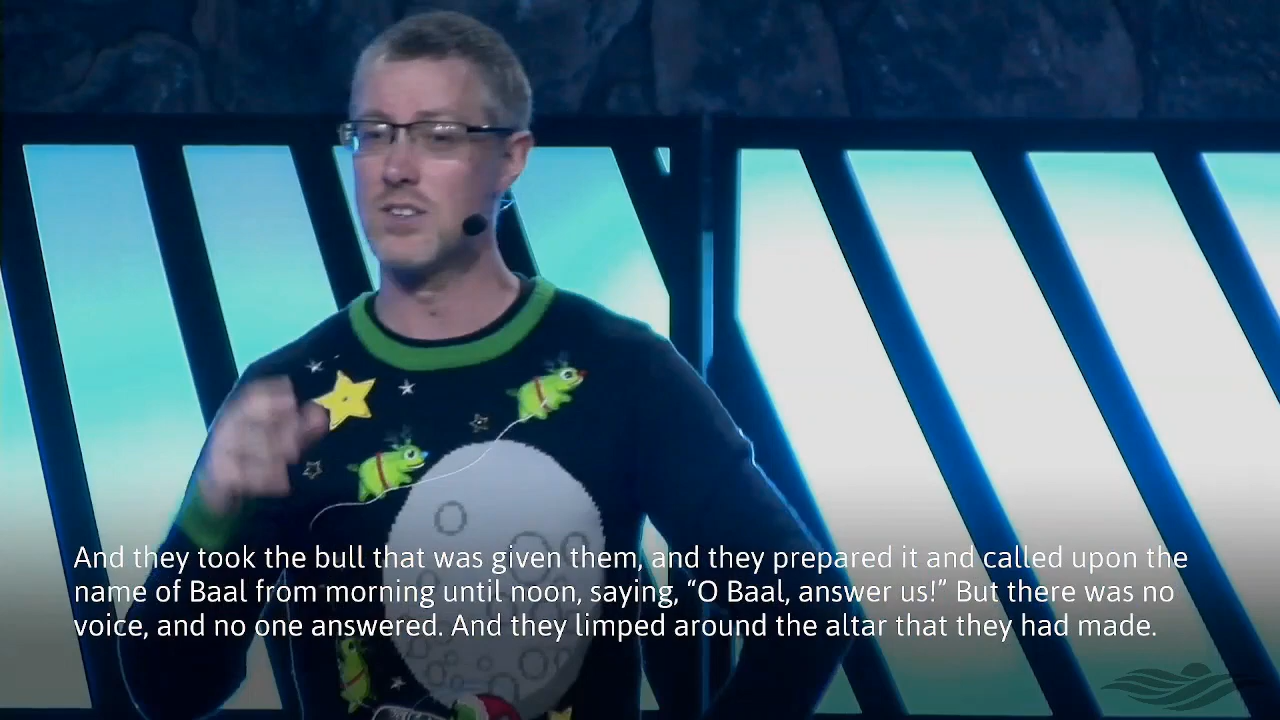 And they took the bull that was given them, and they prepared it and called upon the
name of Baal from morning until noon, saying, “O Baal, answer us!” But there was no
voice, and no one answered. And they limped around the altar that they had made.